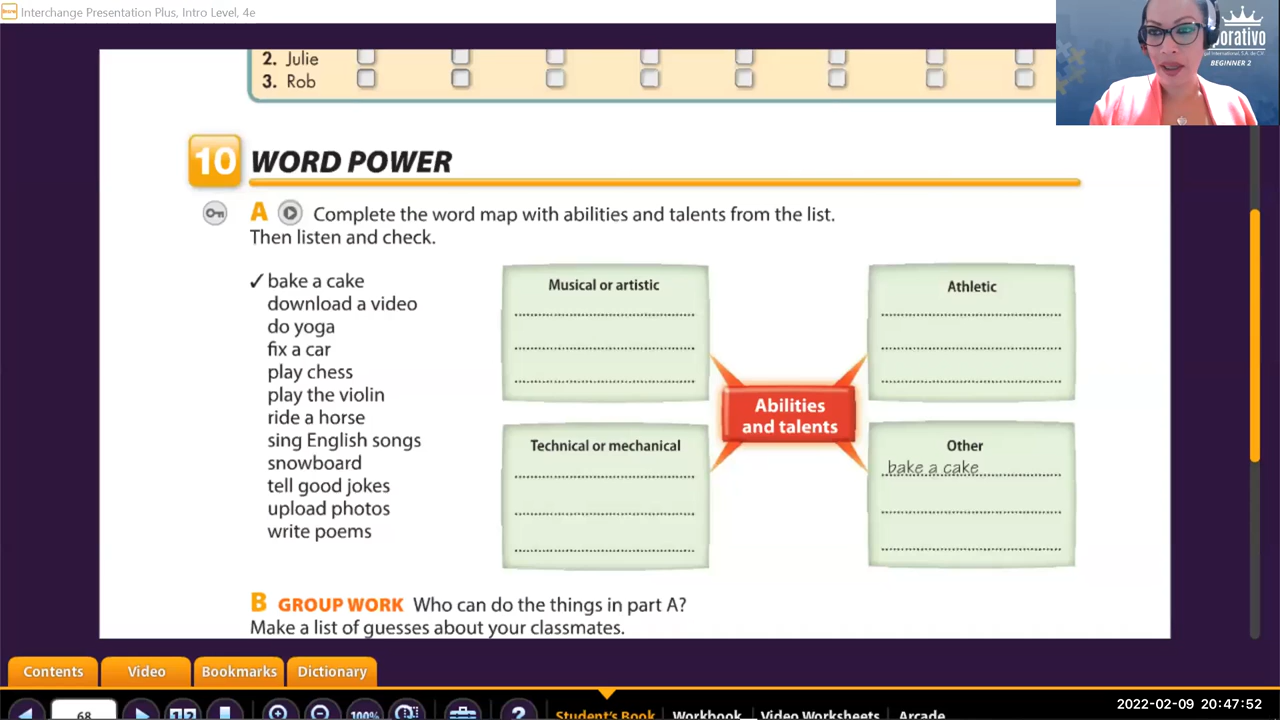 Interchange Presentation Plus, Intro Level, 4e
BEGINNER 2
2. Julie
3. Rob
10 WORD POWER
A Complete the word map with abilities and talents from the list.
Then listen and check.
✓ bake a cake
download a video
do yoga
fix a car
play chess
play the violin
ride a horse
sing English songs
snowboard
tell good jokes
upload photos
write poems
Musical or artistic
Athletic
Abilities
and talents
Technical or mechanical
Other
bake a cake
B GROUP WORK Who can do the things in part A?
Make a list of guesses about your classmates.
Contents Video Bookmarks Dictionary
68 100% ? Student's Book Workbook Video Worksheets Arcade
2022-02-09 20:47:52